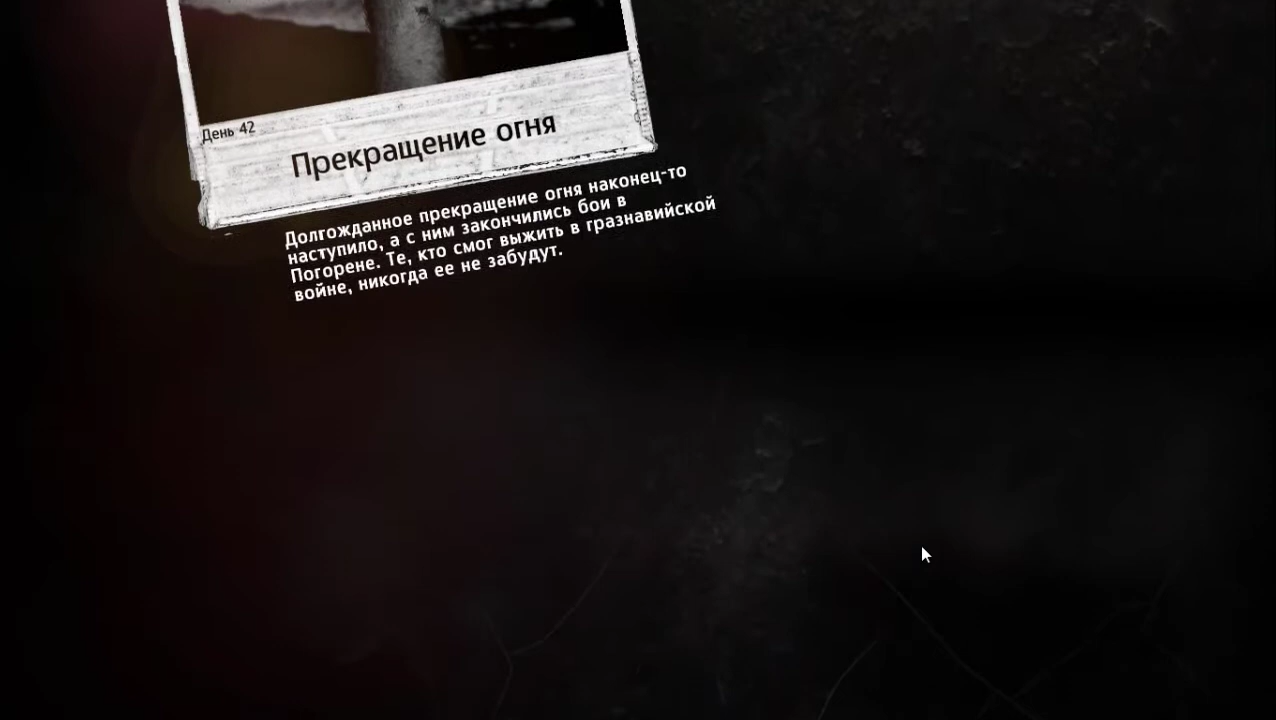 День 42
Прекращение огня
Долгожданное прекращение огня наконец-то
наступило, а с ним закончились бои в
Погорене. Те, кто смог выжить в гразнавийской
войне, никогда ее не забудут.